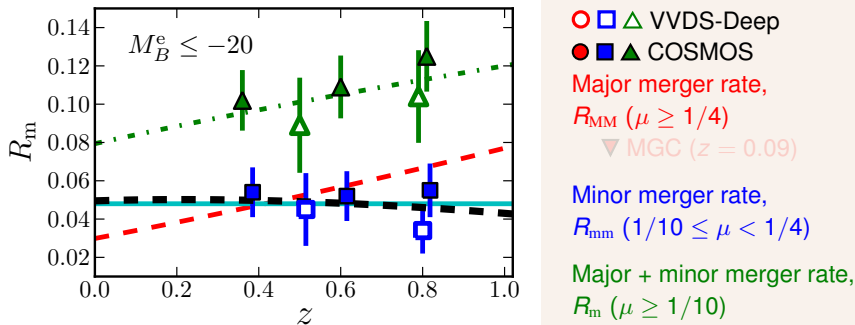 M_B^e ≤ −20
0.14
0.12
0.10
0.08
0.06
0.04
0.02
R_m
0.0 0.2 0.4 0.6 0.8 1.0
z
VVDS-Deep
COSMOS
Major merger rate,
R_MM (μ ≥ 1/4)
MGC (z = 0.09)
Minor merger rate,
R_mm (1/10 ≤ μ < 1/4)
Major + minor merger rate,
R_m (μ ≥ 1/10)